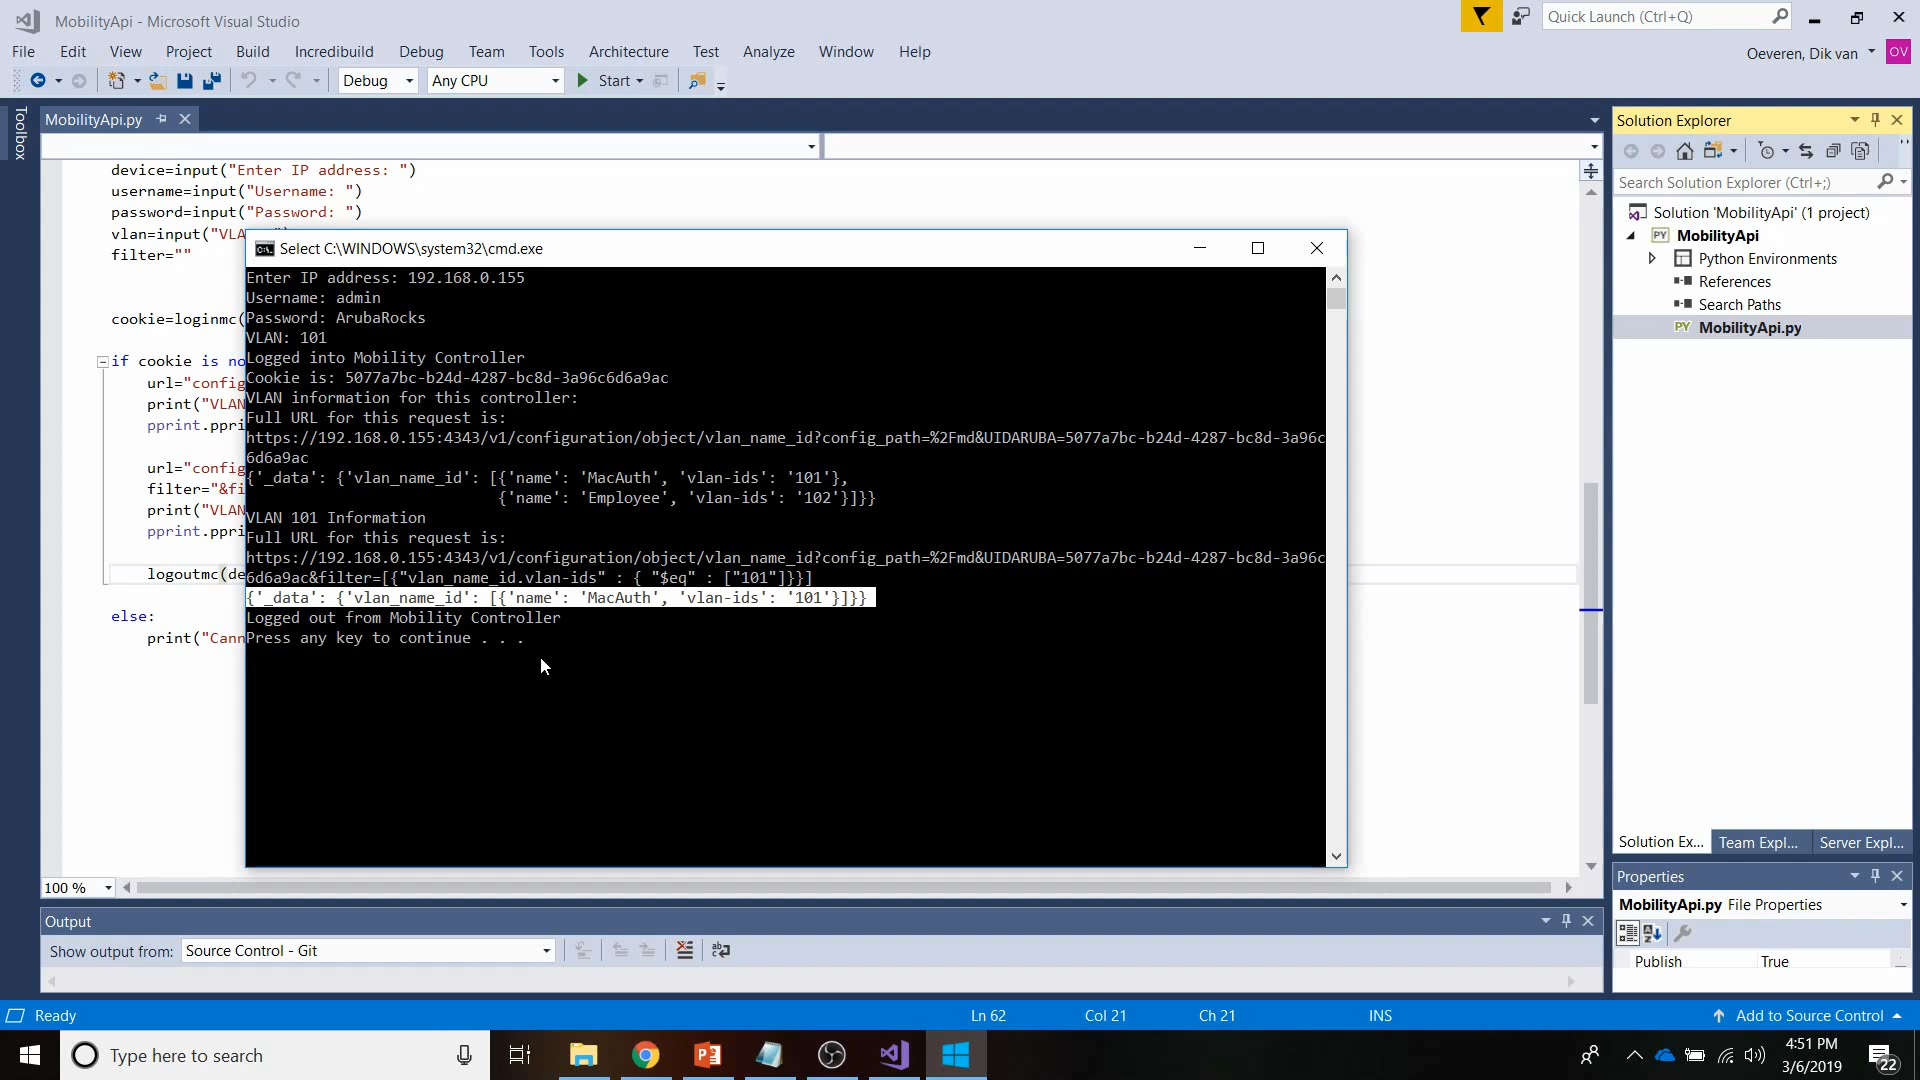 MobilityApi - Microsoft Visual Studio
Quick Launch (Ctrl+Q)
File Edit View Project Build Incredibuild Debug Team Tools Architecture Test Analyze Window Help
Oeveren, Dik van OV
Debug Any CPU Start
Toolbox
MobilityApi.py
device=input("Enter IP address: ")
username=input("Username: ")
password=input("Password: ")
vlan=input("VLA
filter=""
cookie=loginmc(
if cookie is no
url="config
print("VLAN
pprint.ppri
url="config
filter="&fi
print("VLAN
pprint.ppri
logoutmc(de
else:
print("Cann
Select C:\WINDOWS\system32\cmd.exe
Enter IP address: 192.168.0.155
Username: admin
Password: ArubaRocks
VLAN: 101
Logged into Mobility Controller
Cookie is: 5077a7bc-b24d-4287-bc8d-3a96c6d6a9ac
VLAN information for this controller:
Full URL for this request is:
https://192.168.0.155:4343/v1/configuration/object/vlan_name_id?config_path=%2Fmd&UIDARUBA=5077a7bc-b24d-4287-bc8d-3a96c
6d6a9ac
{'_data': {'vlan_name_id': [{'name': 'MacAuth', 'vlan-ids': '101'},
{'name': 'Employee', 'vlan-ids': '102'}]}}
VLAN 101 Information
Full URL for this request is:
https://192.168.0.155:4343/v1/configuration/object/vlan_name_id?config_path=%2Fmd&UIDARUBA=5077a7bc-b24d-4287-bc8d-3a96c
6d6a9ac&filter=[{"vlan_name_id.vlan-ids" : { "$eq" : ["101"]}}]
{'_data': {'vlan_name_id': [{'name': 'MacAuth', 'vlan-ids': '101'}]}}
Logged out from Mobility Controller
Press any key to continue . . .
Solution Explorer
Search Solution Explorer (Ctrl+;)
Solution 'MobilityApi' (1 project)
PY MobilityApi
Python Environments
References
Search Paths
PY MobilityApi.py
Solution Ex... Team Expl... Server Expl...
Properties
MobilityApi.py File Properties
Publish True
100 %
Output
Show output from: Source Control - Git
Ready Ln 62 Col 21 Ch 21 INS Add to Source Control
Type here to search
4:51 PM
3/6/2019
22